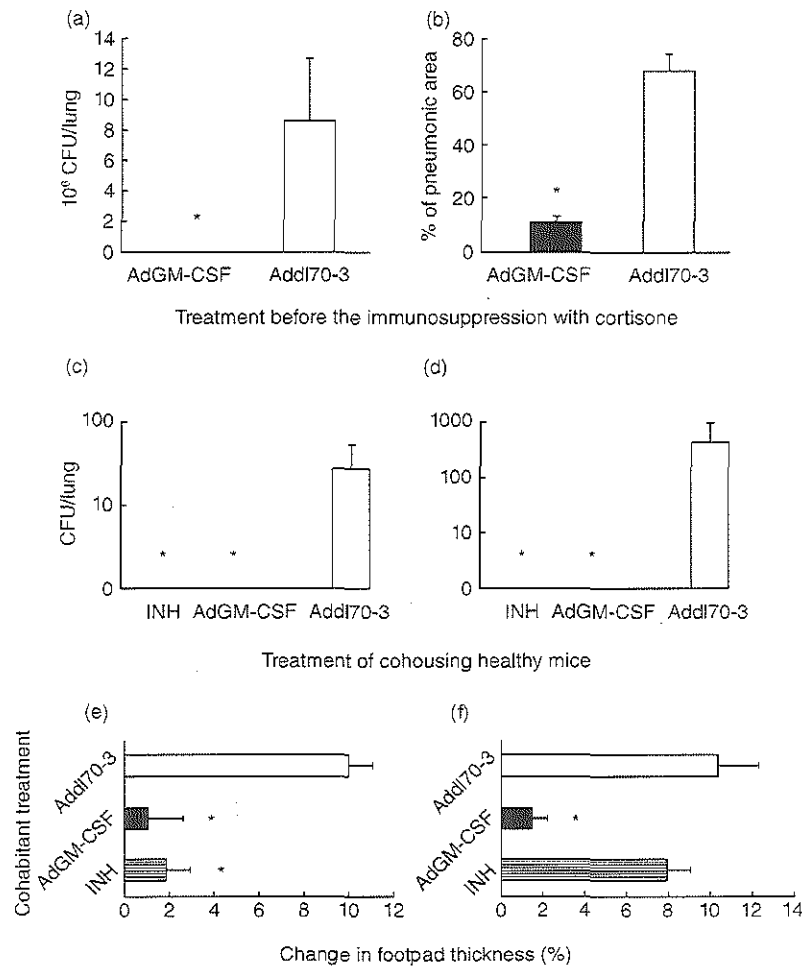 (a)
14
12
10
8
6
4
2
0
10⁶ CFU/lung
*
AdGM-CSF Addl70-3
(b)
80
60
40
20
0
% of pneumonic area
*
AdGM-CSF Addl70-3
Treatment before the immunosuppression with cortisone
(c)
100
10
0
CFU/lung
* *
INH AdGM-CSF Addl70-3
(d)
1000
100
10
0
* *
INH AdGM-CSF Addl70-3
Treatment of cohousing healthy mice
(e)
Cohabitant treatment
Addl70-3
AdGM-CSF *
INH *
0 2 4 6 8 10 12
(f)
Addl70-3
AdGM-CSF *
INH
0 2 4 6 8 10 12 14
Change in footpad thickness (%)